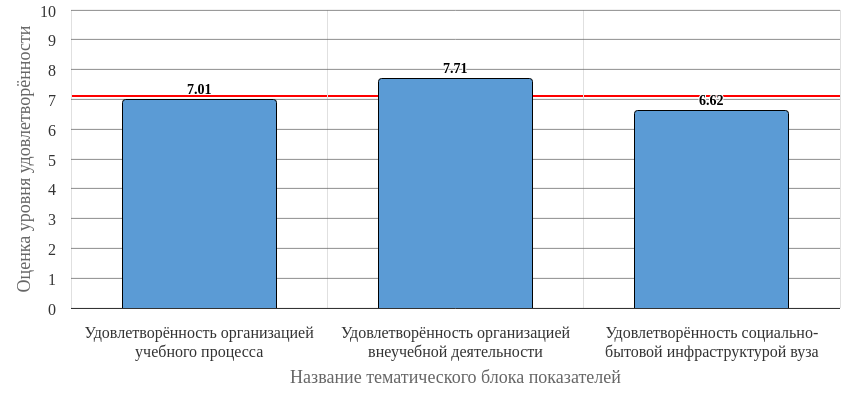 Оценка уровня удовлетворённости
10
9
8
7
6
5
4
3
2
1
0
7.01
7.71
6.62
Удовлетворённость организацией
учебного процесса
Удовлетворённость организацией
внеучебной деятельности
Удовлетворённость социально-
бытовой инфраструктурой вуза
Название тематического блока показателей